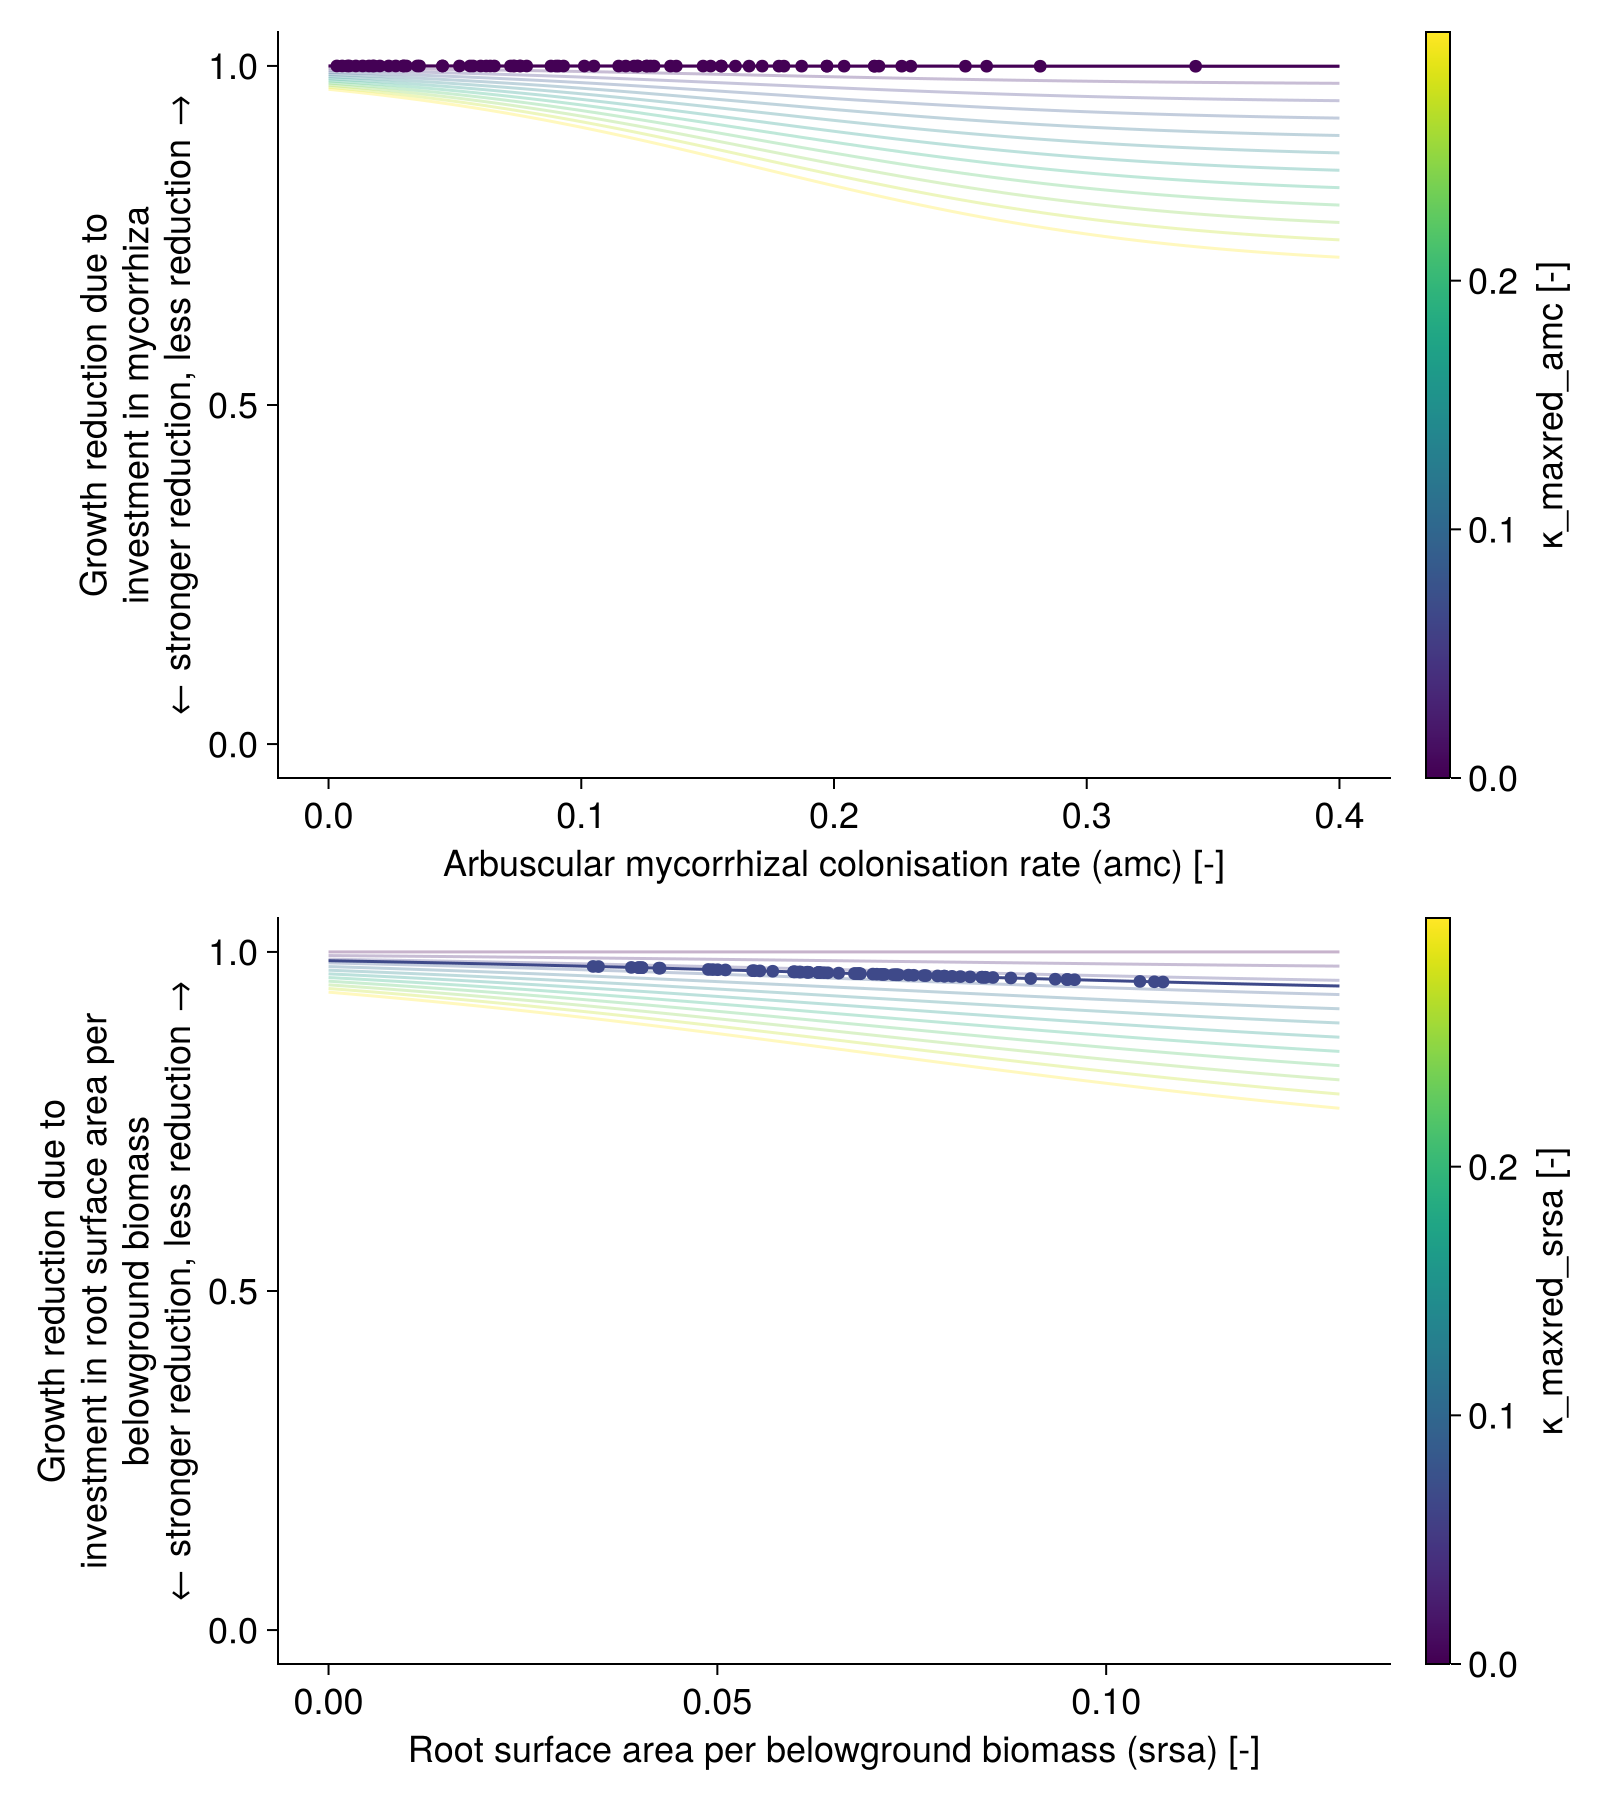 Growth reduction due to
investment in mycorrhiza
← stronger reduction, less reduction →
1.0
0.5
0.0
0.0
0.1
0.2
0.3
0.4
Arbuscular mycorrhizal colonisation rate (amc) [-]
0.2
0.1
0.0
κ_maxred_amc [-]
Growth reduction due to
investment in root surface area per
belowground biomass
← stronger reduction, less reduction →
1.0
0.5
0.0
0.00
0.05
0.10
Root surface area per belowground biomass (srsa) [-]
0.2
0.1
0.0
κ_maxred_srsa [-]